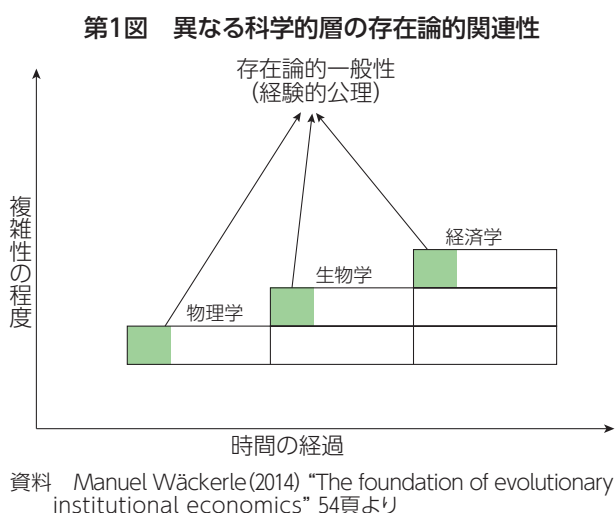 第1図　異なる科学的層の存在論的関連性
存在論的一般性
(経験的公理)
複雑性の程度
経済学
生物学
物理学
時間の経過
資料　Manuel Wäckerle(2014) “The foundation of evolutionary
institutional economics” 54頁より